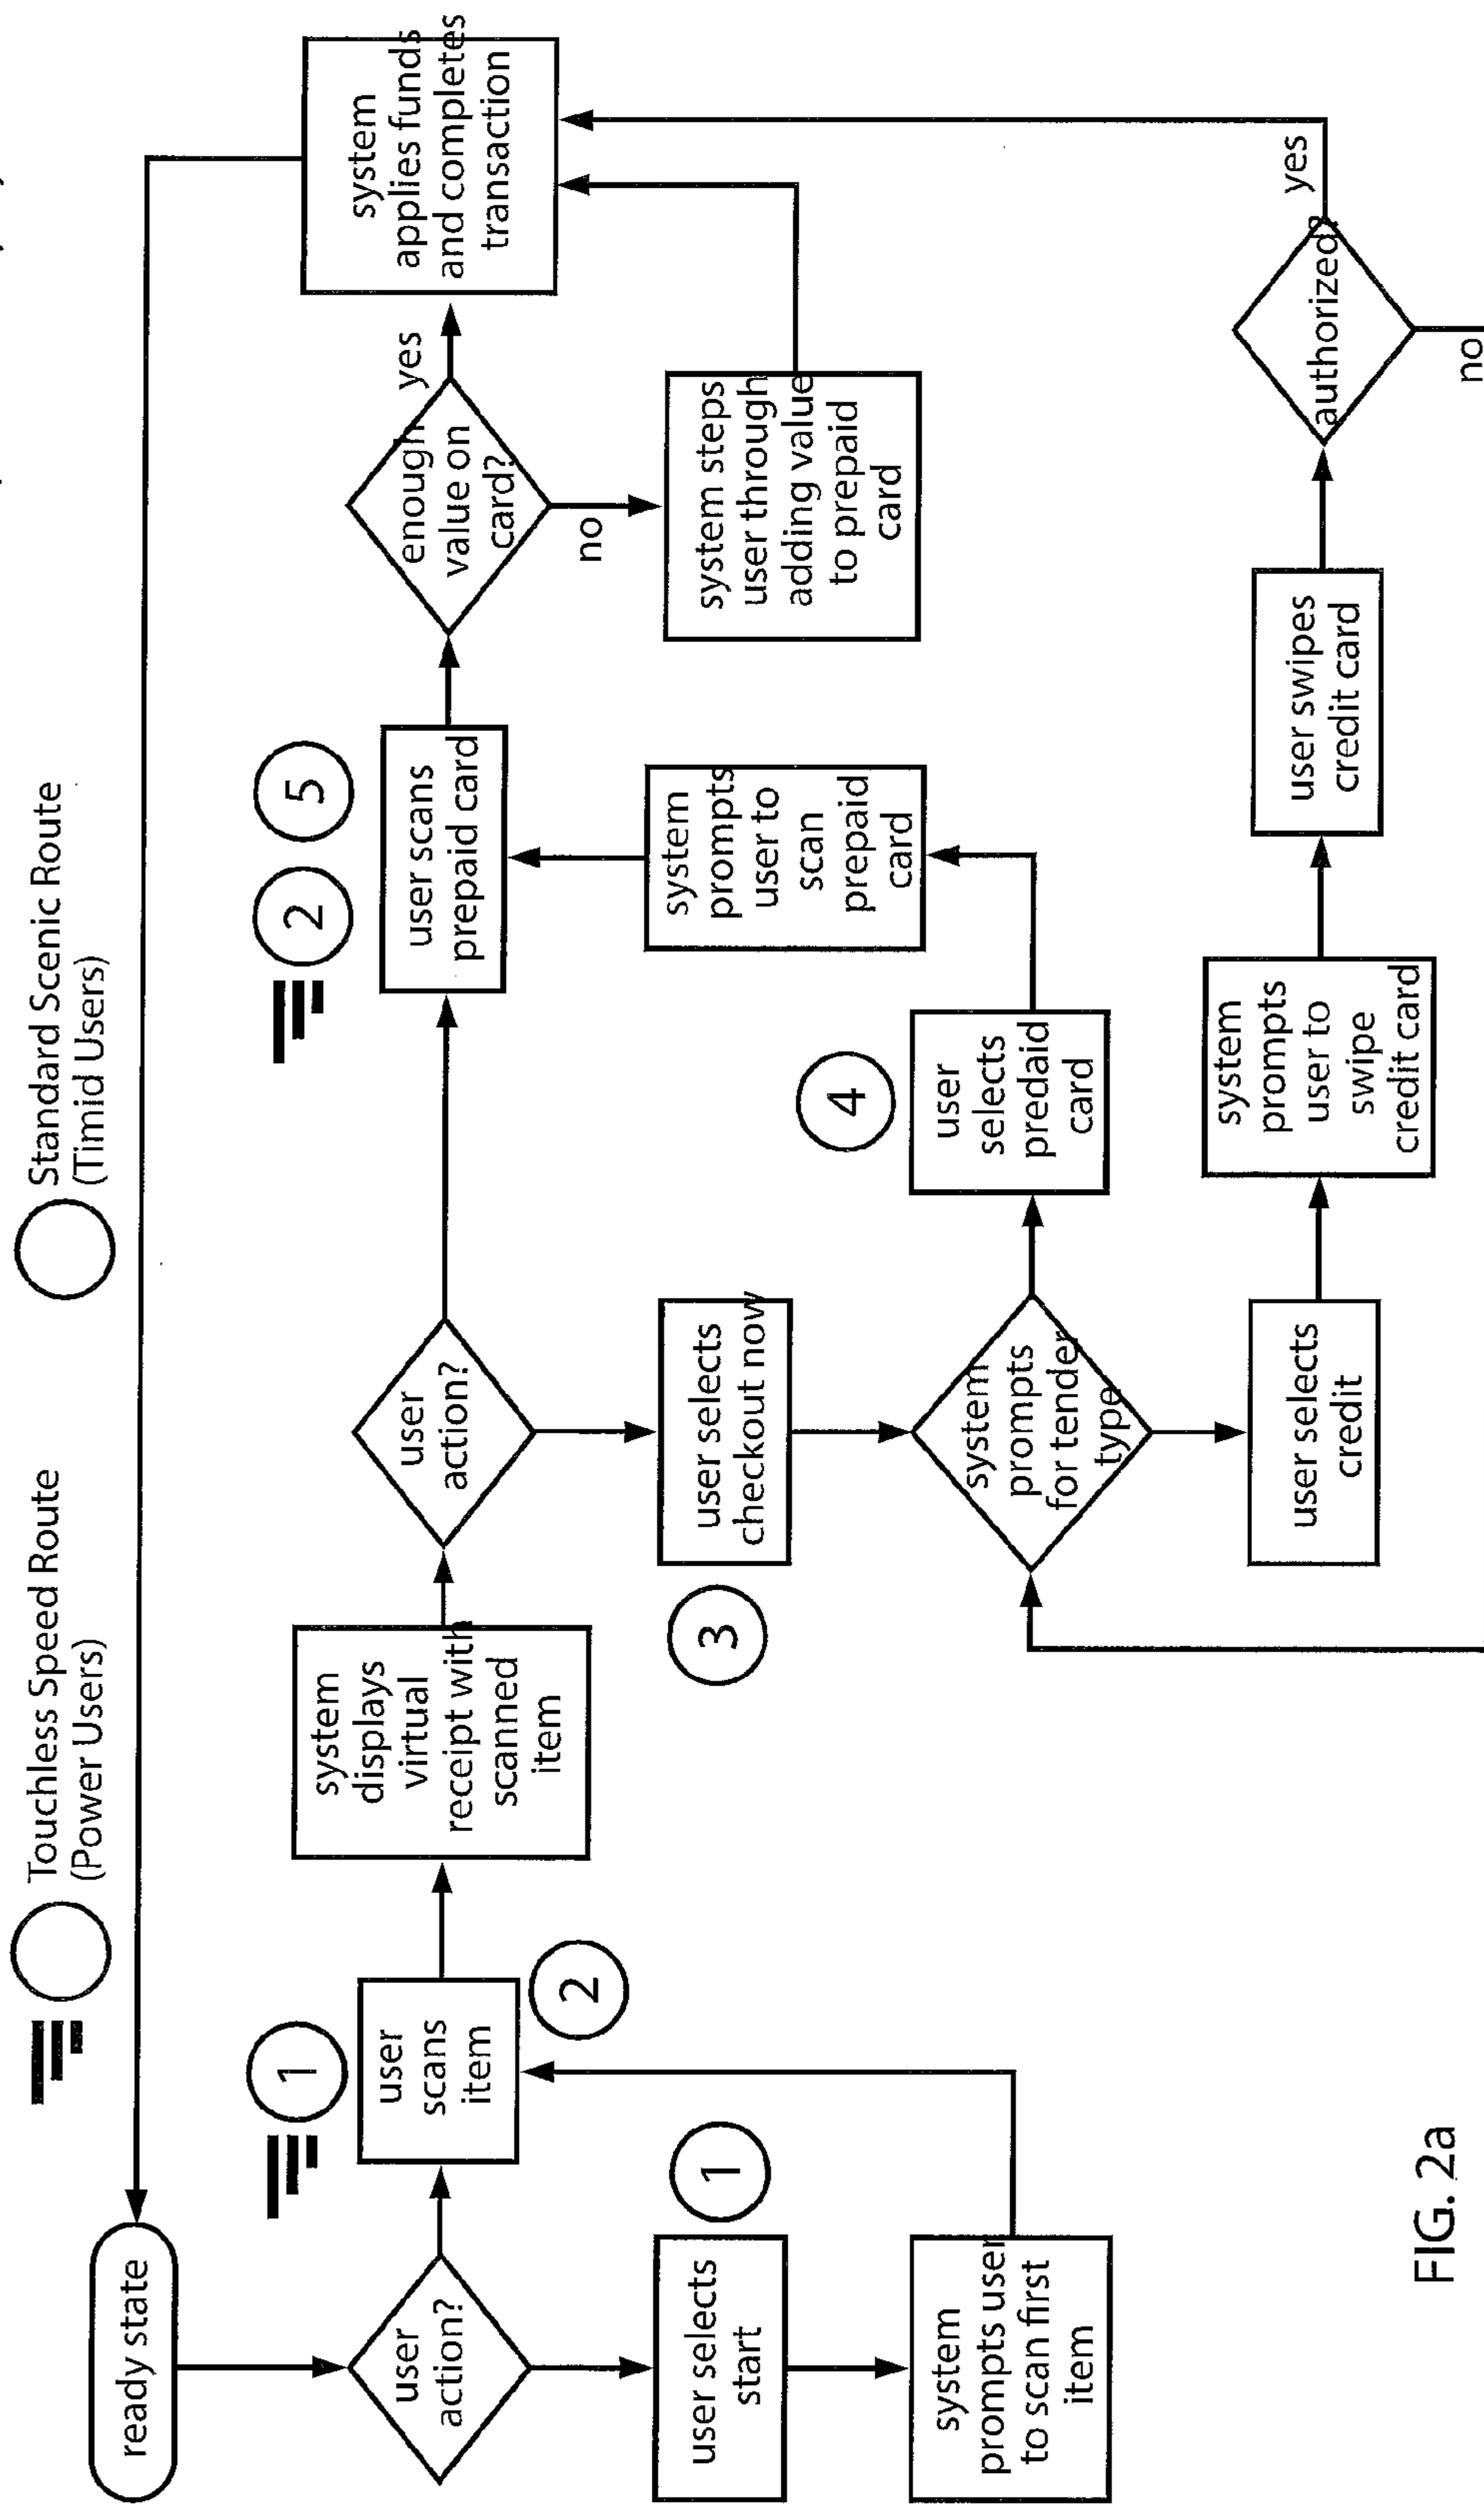 Touchless Speed Route
(Power Users)
Standard Scenic Route
(Timid Users)
ready state
user
action?
1
user
scans
item
2
user selects
start
1
system
prompts user
to scan first
item
system
displays
virtual
receipt with
scanned
item
user
action?
3
user selects
checkout now
system
prompts
for tender
type
user selects
credit
4
user
selects
predaid
card
system
prompts
user to
scan
prepaid
card
2
5
user scans
prepaid card
enough
value on
card?
yes
no
system steps
user through
adding value
to prepaid
card
system
applies funds
and completes
transaction
system
prompts
user to
swipe
credit card
user swipes
credit card
authorized?
yes
no
FIG. 2a